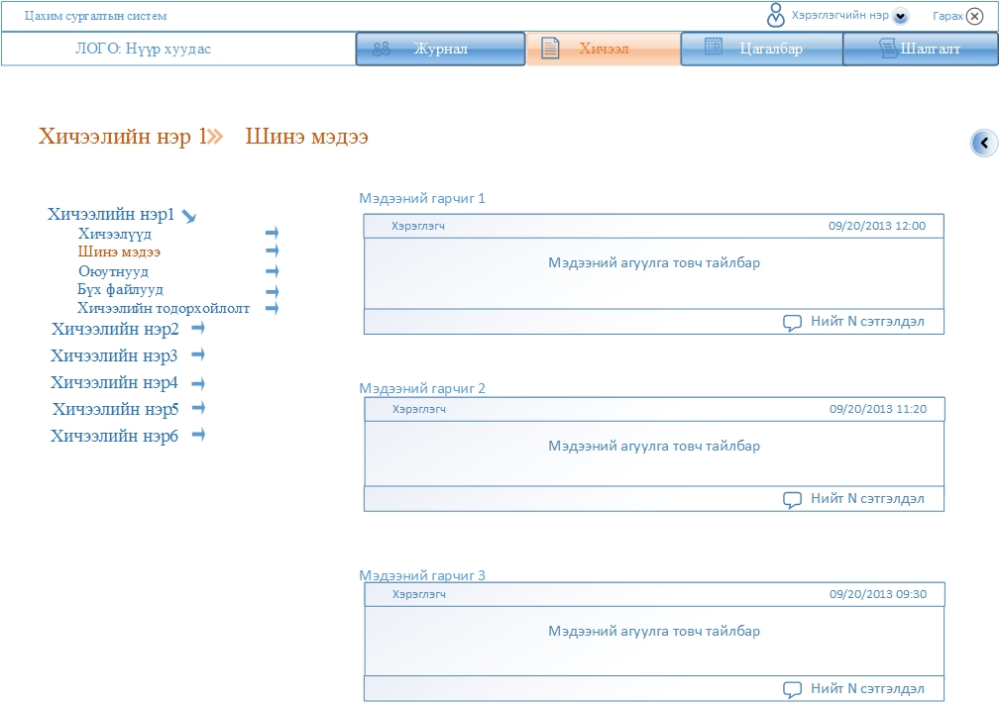 Цахим сургалтын систем
Хэрэглэгчийн нэр
Гарах
ЛОГО: Нүүр хуудас
Журнал
Хичээл
Цагалбар
Шалгалт
Хичээлийн нэр 1 Шинэ мэдээ
Хичээлийн нэр1
Хичээлүүд
Шинэ мэдээ
Оюутнууд
Бүх файлууд
Хичээлийн тодорхойлолт
Хичээлийн нэр2
Хичээлийн нэр3
Хичээлийн нэр4
Хичээлийн нэр5
Хичээлийн нэр6
Мэдээний гарчиг 1
Хэрэглэгч 09/20/2013 12:00
Мэдээний агуулга товч тайлбар
Нийт N сэтгэлдэл
Мэдээний гарчиг 2
Хэрэглэгч 09/20/2013 11:20
Мэдээний агуулга товч тайлбар
Нийт N сэтгэлдэл
Мэдээний гарчиг 3
Хэрэглэгч 09/20/2013 09:30
Мэдээний агуулга товч тайлбар
Нийт N сэтгэлдэл